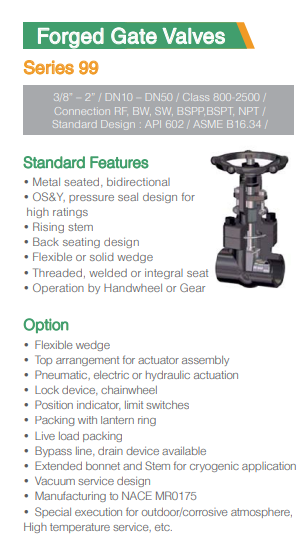 Forged Gate Valves
Series 99
3/8” – 2” / DN10 – DN50 / Class 800-2500 /
Connection RF, BW, SW, BSPP,BSPT, NPT /
Standard Design : API 602 / ASME B16.34 /
Standard Features
• Metal seated, bidirectional
• OS&Y, pressure seal design for
high ratings
• Rising stem
• Back seating design
• Flexible or solid wedge
• Threaded, welded or integral seat
• Operation by Handwheel or Gear
Option
• Flexible wedge
• Top arrangement for actuator assembly
• Pneumatic, electric or hydraulic actuation
• Lock device, chainwheel
• Position indicator, limit switches
• Packing with lantern ring
• Live load packing
• Bypass line, drain device available
• Extended bonnet and Stem for cryogenic application
• Vacuum service design
• Manufacturing to NACE MR0175
• Special execution for outdoor/corrosive atmosphere,
High temperature service, etc.